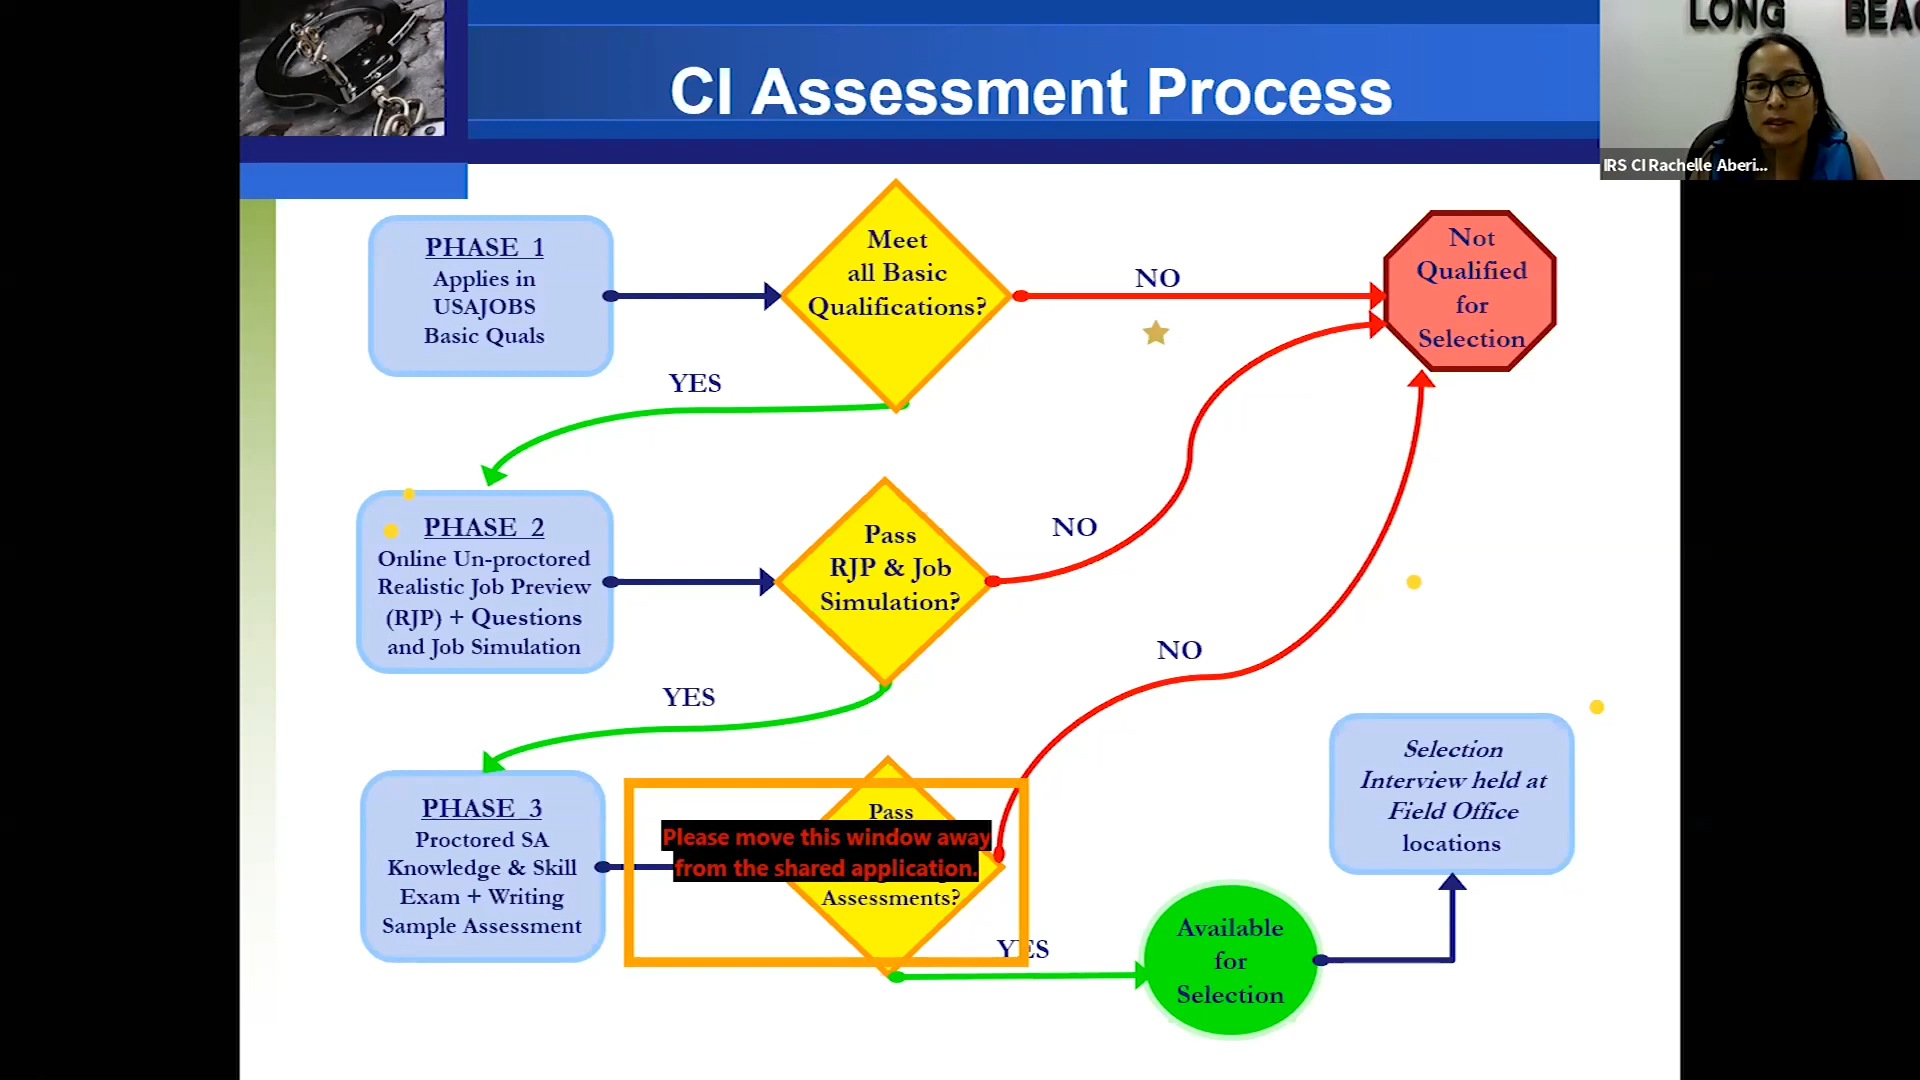 CI Assessment Process
LONG BEA
IRS CI Rachelle Aberi...
PHASE 1
Applies in
USAJOBS
Basic Quals
Meet
all Basic
Qualifications?
NO
Not
Qualified
for
Selection
YES
PHASE 2
Online Un-proctored
Realistic Job Preview
(RJP) + Questions
and Job Simulation
Pass
RJP & Job
Simulation?
NO
YES
NO
PHASE 3
Proctored SA
Knowledge & Skill
Exam + Writing
Sample Assessment
Pass
Please move this window away
from the shared application.
Assessments?
YES
Available
for
Selection
Selection
Interview held at
Field Office
locations